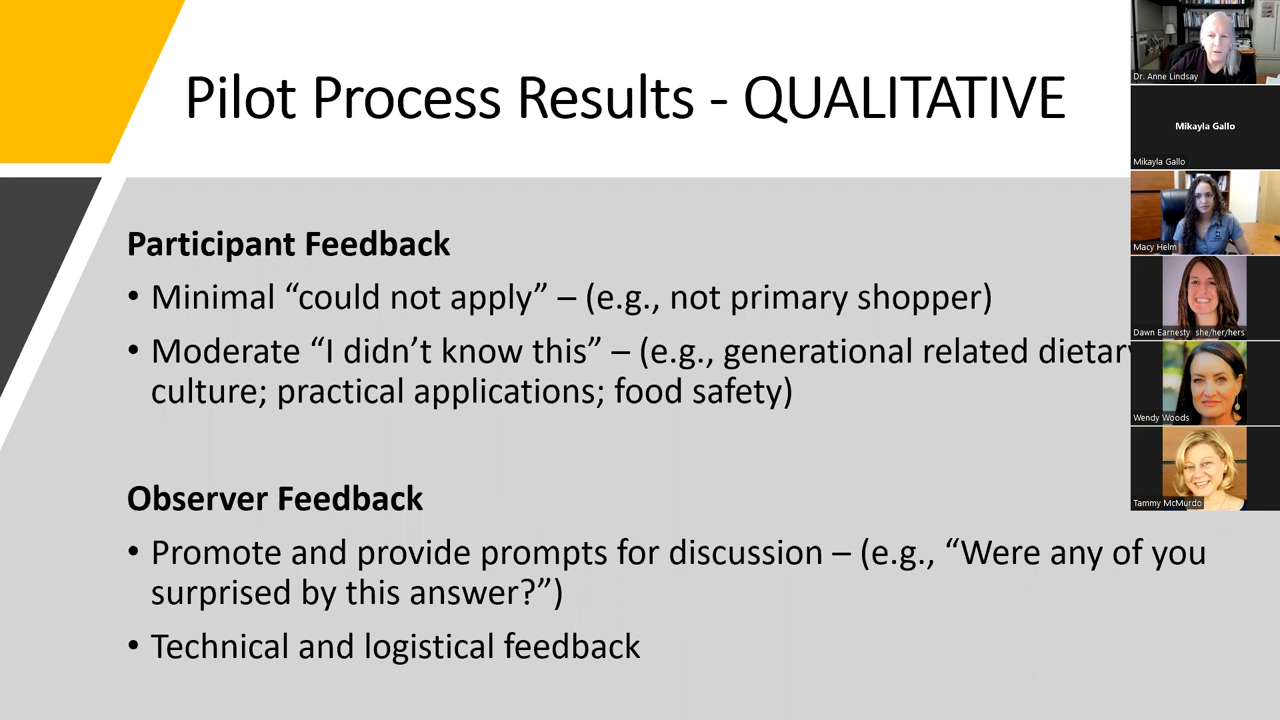 Pilot Process Results - QUALITATIVE
Participant Feedback
• Minimal “could not apply” – (e.g., not primary shopper)
• Moderate “I didn’t know this” – (e.g., generational related dietary
culture; practical applications; food safety)
Observer Feedback
• Promote and provide prompts for discussion – (e.g., “Were any of you
surprised by this answer?”)
• Technical and logistical feedback
Dr. Anne Lindsay
Mikayla Gallo
Mikayla Gallo
Macy Helm
Dawn Earnesty she/her/hers
Wendy Woods
Tammy McMurdo